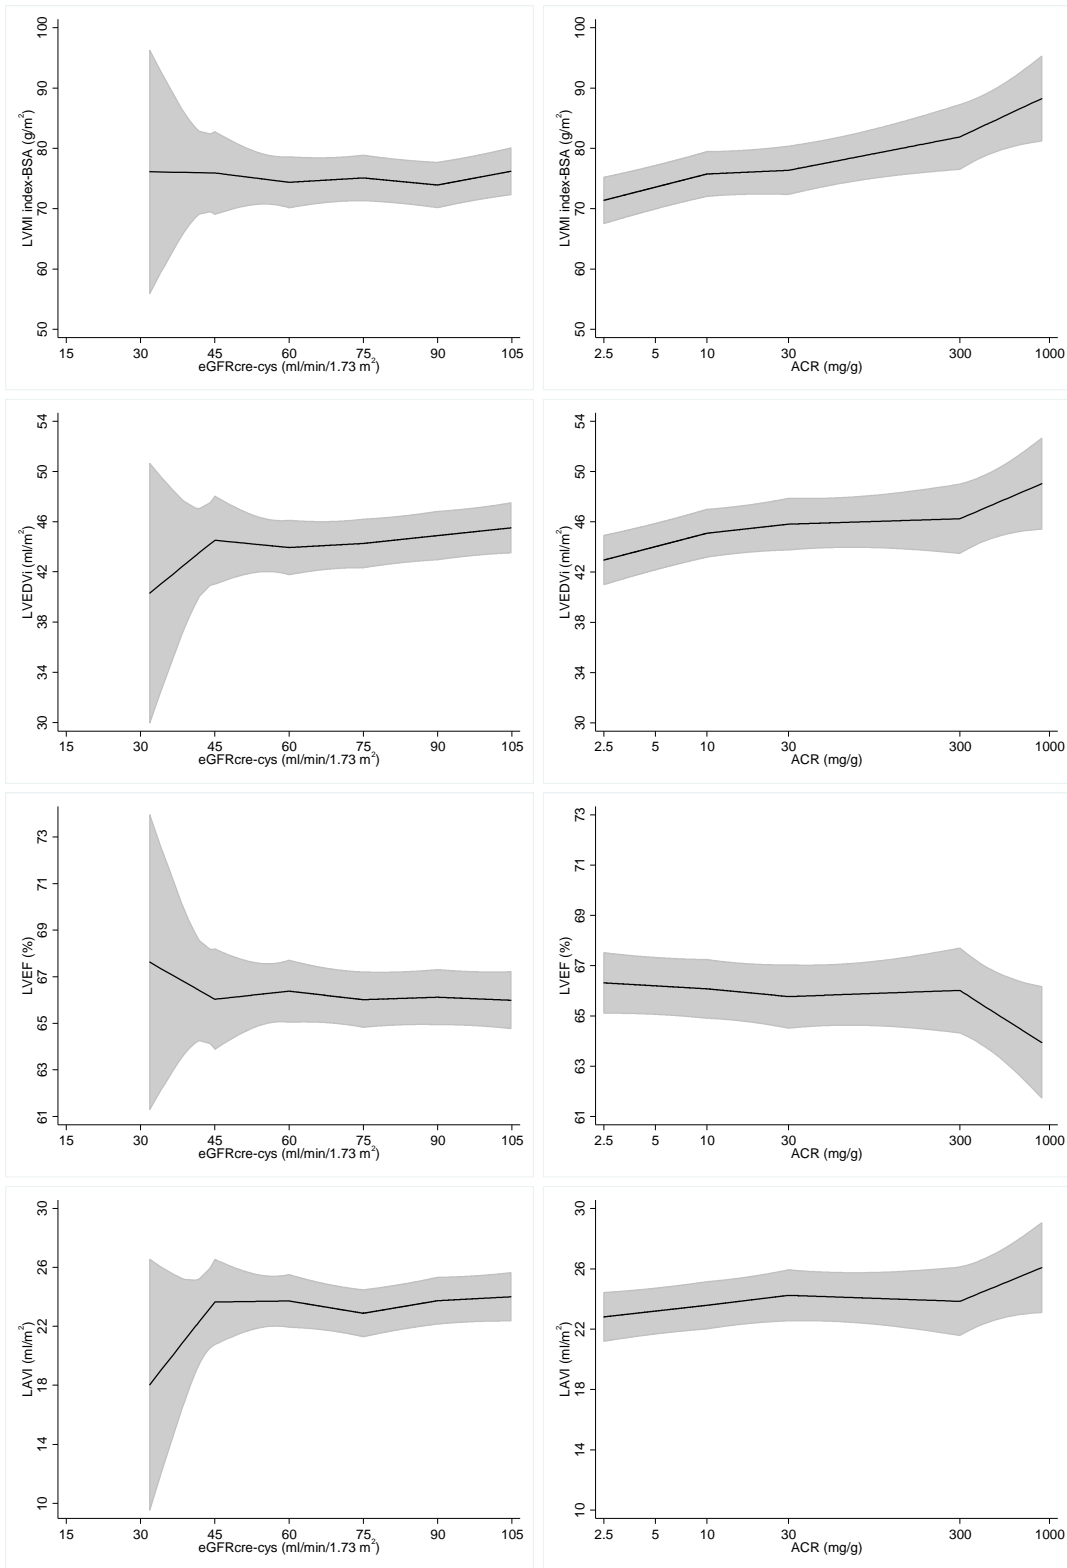 LVMI index-BSA (g/m²)
100
90
80
70
60
50
15 30 45 60 75 90 105
eGFRcre-cys (ml/min/1.73 m²)
LVMI index-BSA (g/m²)
100
90
80
70
60
50
2.5 5 10 30 300 1000
ACR (mg/g)
LVEDVi (ml/m²)
54
50
46
42
38
34
30
15 30 45 60 75 90 105
eGFRcre-cys (ml/min/1.73 m²)
LVEDVi (ml/m²)
54
50
46
42
38
34
30
2.5 5 10 30 300 1000
ACR (mg/g)
LVEF (%)
73
71
69
67
65
63
61
15 30 45 60 75 90 105
eGFRcre-cys (ml/min/1.73 m²)
LVEF (%)
73
71
69
67
65
63
61
2.5 5 10 30 300 1000
ACR (mg/g)
LAVI (ml/m²)
30
26
22
18
14
10
15 30 45 60 75 90 105
eGFRcre-cys (ml/min/1.73 m²)
LAVI (ml/m²)
30
26
22
18
14
10
2.5 5 10 30 300 1000
ACR (mg/g)